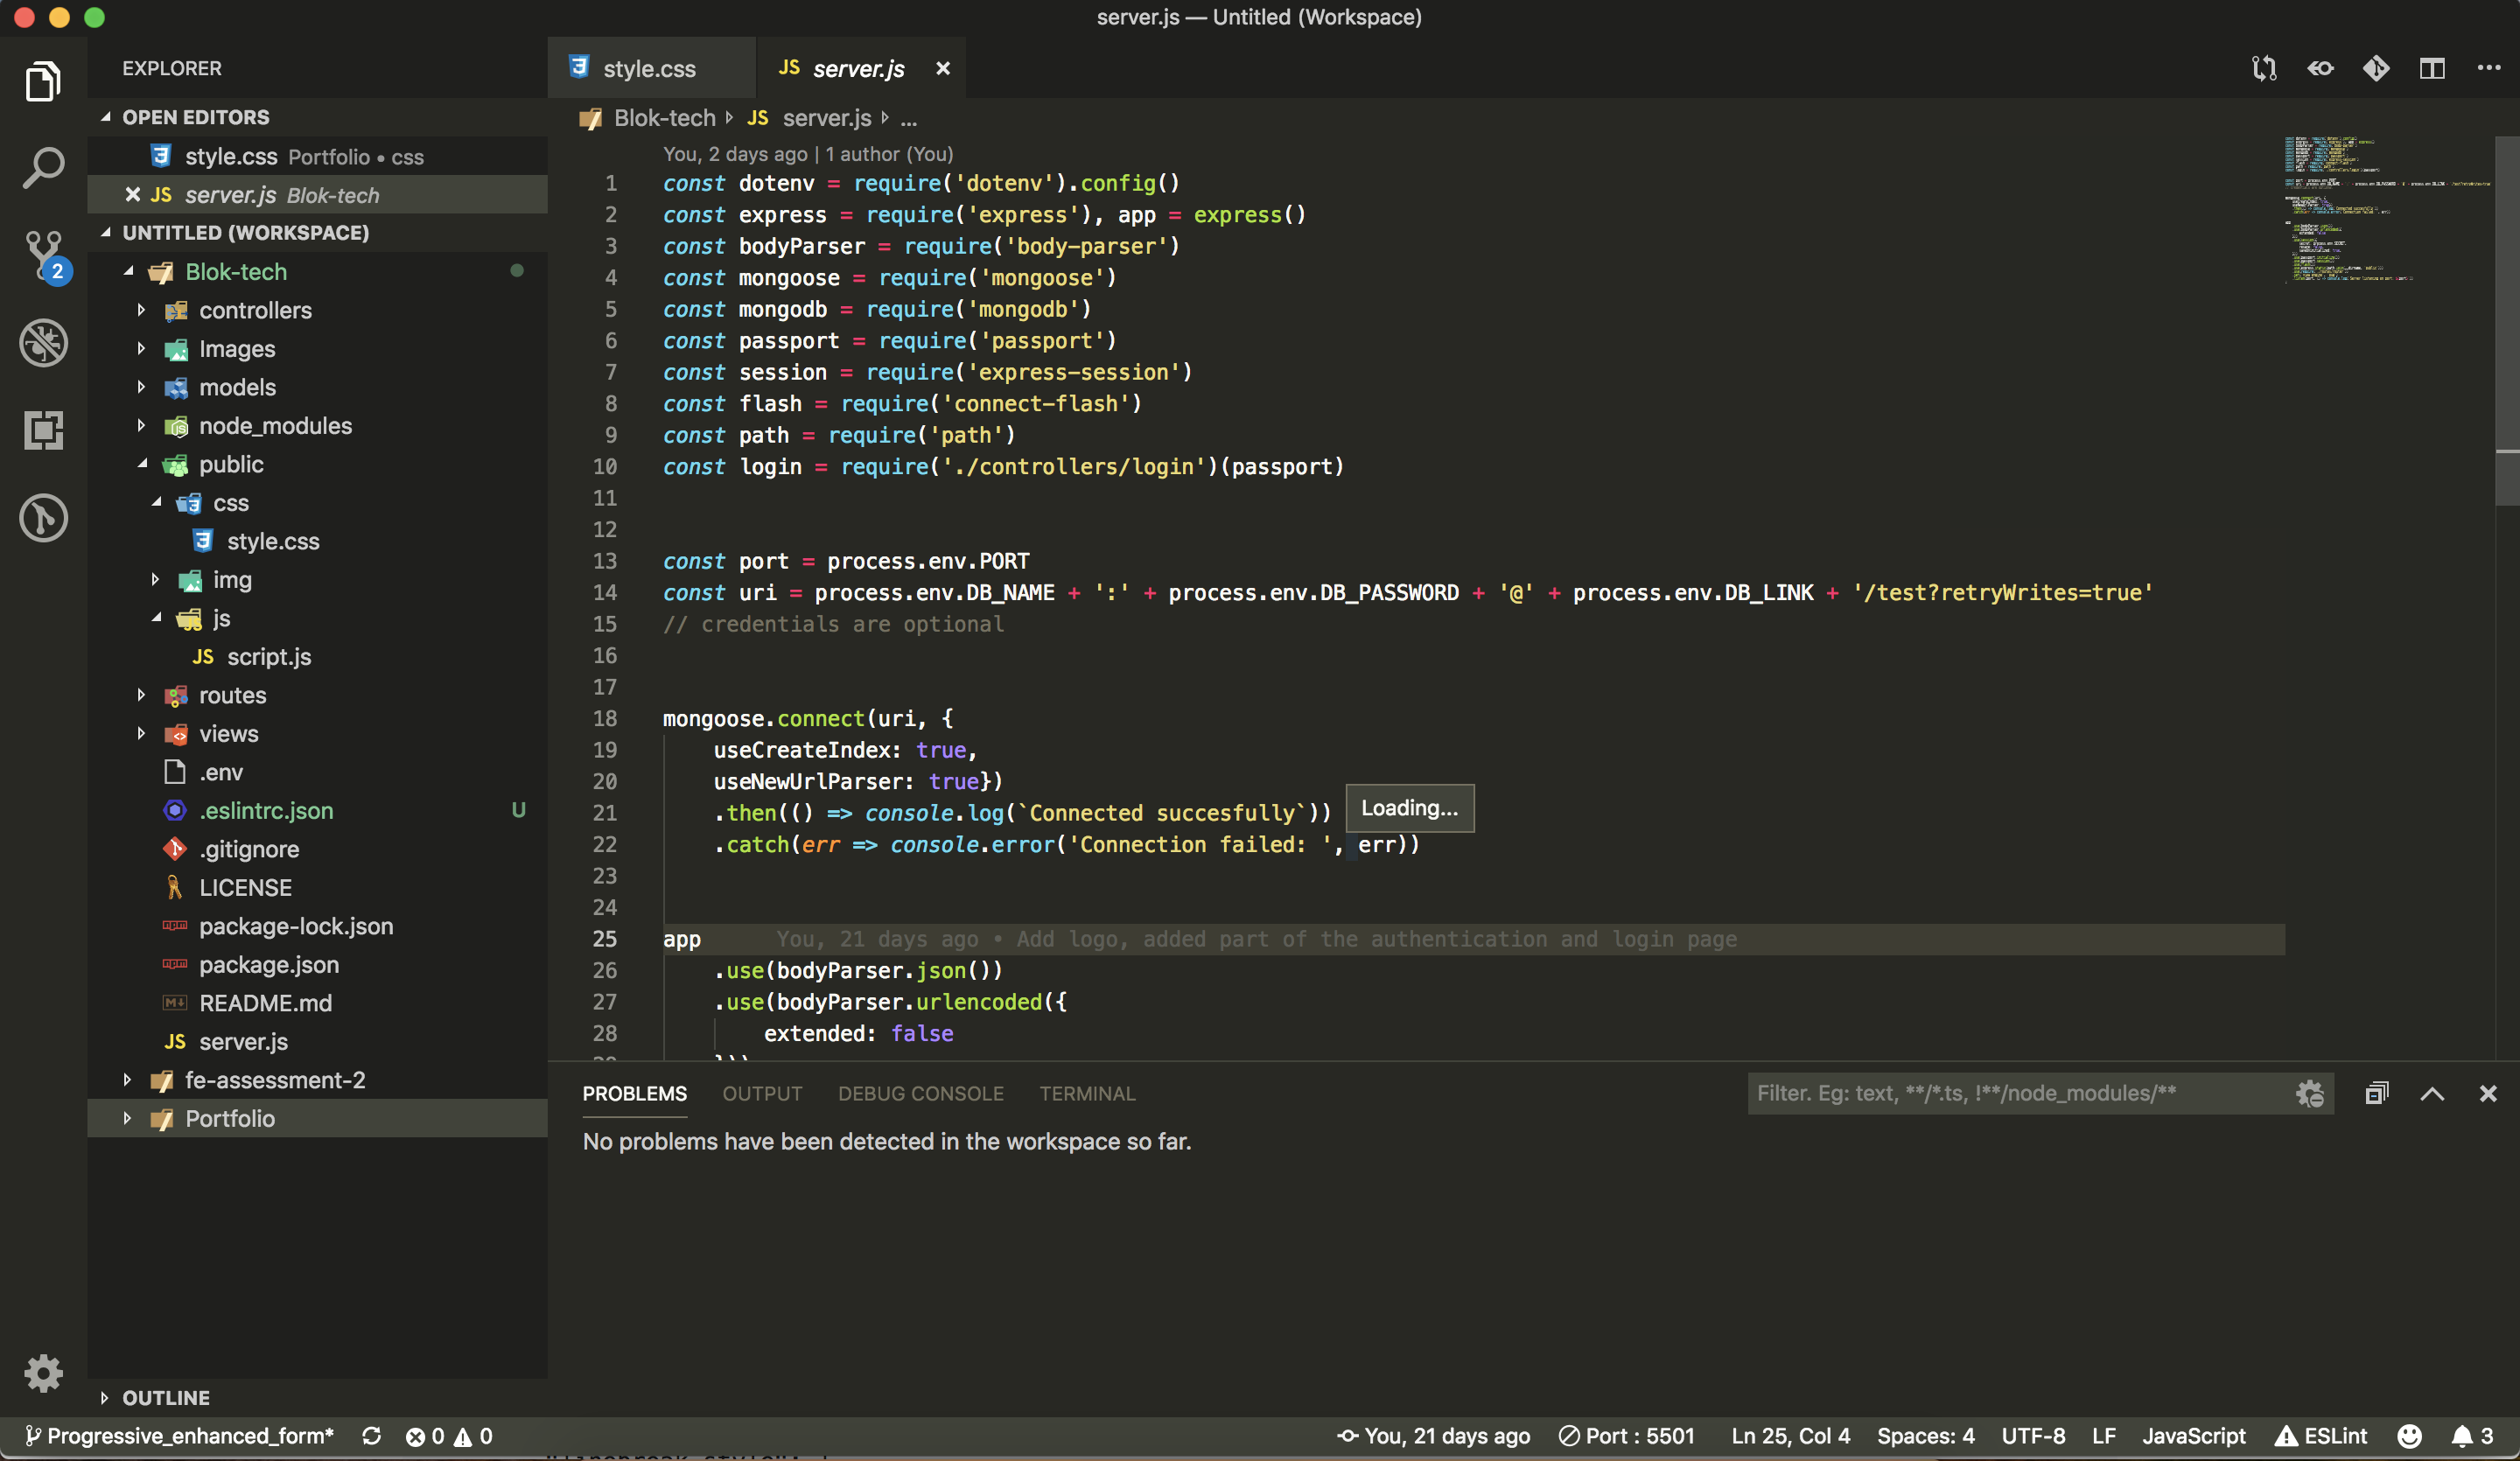 server.js — Untitled (Workspace)
EXPLORER
OPEN EDITORS
style.css Portfolio • css
server.js Blok-tech
UNTITLED (WORKSPACE)
Blok-tech
controllers
Images
models
node_modules
public
css
style.css
img
js
JS script.js
routes
views
.env
.eslintrc.json U
.gitignore
LICENSE
package-lock.json
package.json
README.md
JS server.js
fe-assessment-2
Portfolio
OUTLINE
2
style.css
JS server.js
Blok-tech JS server.js ...
You, 2 days ago | 1 author (You)
1 const dotenv = require('dotenv').config()
2 const express = require('express'), app = express()
3 const bodyParser = require('body-parser')
4 const mongoose = require('mongoose')
5 const mongodb = require('mongodb')
6 const passport = require('passport')
7 const session = require('express-session')
8 const flash = require('connect-flash')
9 const path = require('path')
10 const login = require('./controllers/login')(passport)
11
12
13 const port = process.env.PORT
14 const uri = process.env.DB_NAME + ':' + process.env.DB_PASSWORD + '@' + process.env.DB_LINK + '/test?retryWrites=true'
15 // credentials are optional
16
17
18 mongoose.connect(uri, {
19 useCreateIndex: true,
20 useNewUrlParser: true})
21 .then(() => console.log(`Connected succesfully`))
Loading...
22 .catch(err => console.error('Connection failed: ', err))
23
24
25 app You, 21 days ago • Add logo, added part of the authentication and login page
26 .use(bodyParser.json())
27 .use(bodyParser.urlencoded({
28 extended: false
PROBLEMS OUTPUT DEBUG CONSOLE TERMINAL
Filter. Eg: text, **/*.ts, !**/node_modules/**
No problems have been detected in the workspace so far.
Progressive_enhanced_form* 0 0 You, 21 days ago Port : 5501 Ln 25, Col 4 Spaces: 4 UTF-8 LF JavaScript ESLint 3